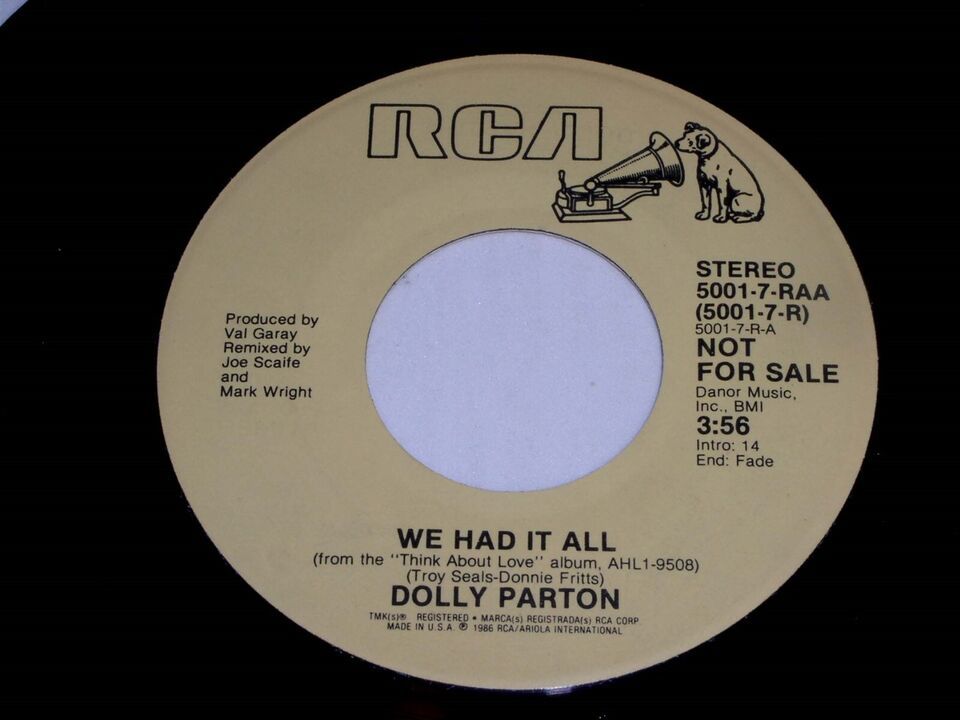 RCA
STEREO
5001-7-RAA
(5001-7-R)
5001-7-R-A
NOT
FOR SALE
Danor Music,
Inc., BMI
3:56
Intro: 14
End: Fade
Produced by
Val Garay
Remixed by
Joe Scaife
and
Mark Wright
WE HAD IT ALL
(from the "Think About Love" album, AHL1-9508)
(Troy Seals-Donnie Fritts)
DOLLY PARTON
TMK(s)® REGISTERED • MARCA(s) REGISTRADA(s) RCA CORP.
MADE IN U.S.A. ℗ 1986 RCA/ARIOLA INTERNATIONAL